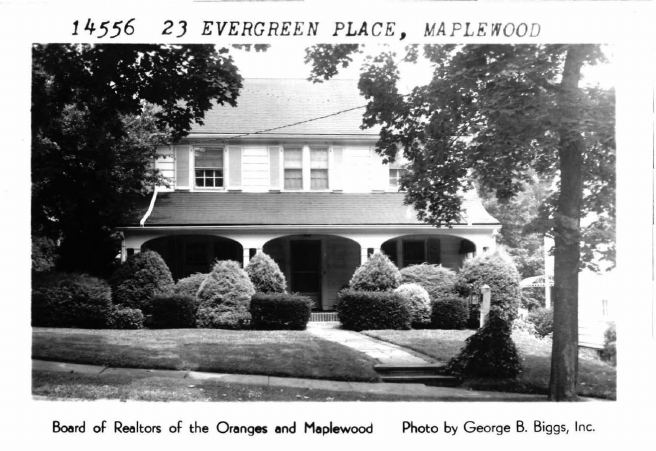 14556 23 EVERGREEN PLACE, MAPLEWOOD
Board of Realtors of the Oranges and Maplewood Photo by George B. Biggs, Inc.